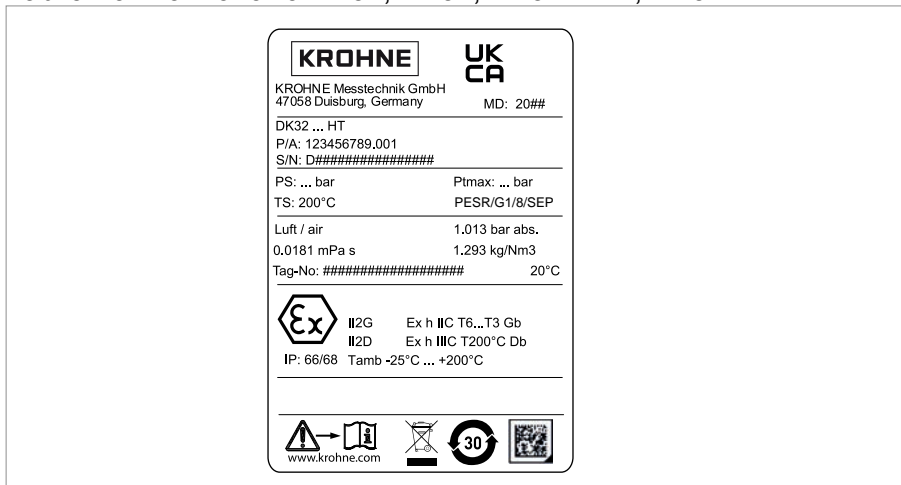 KROHNE
UK
CA
KROHNE Messtechnik GmbH
47058 Duisburg, Germany MD: 20##
DK32 ... HT
P/A: 123456789.001
S/N: D################
PS: ... bar Ptmax: ... bar
TS: 200°C PESR/G1/8/SEP
Luft / air 1.013 bar abs.
0.0181 mPa s 1.293 kg/Nm3
Tag-No: ################### 20°C
Ex II2G Ex h IIC T6...T3 Gb
II2D Ex h IIIC T200°C Db
IP: 66/68 Tamb -25°C ... +200°C
i
30
www.krohne.com